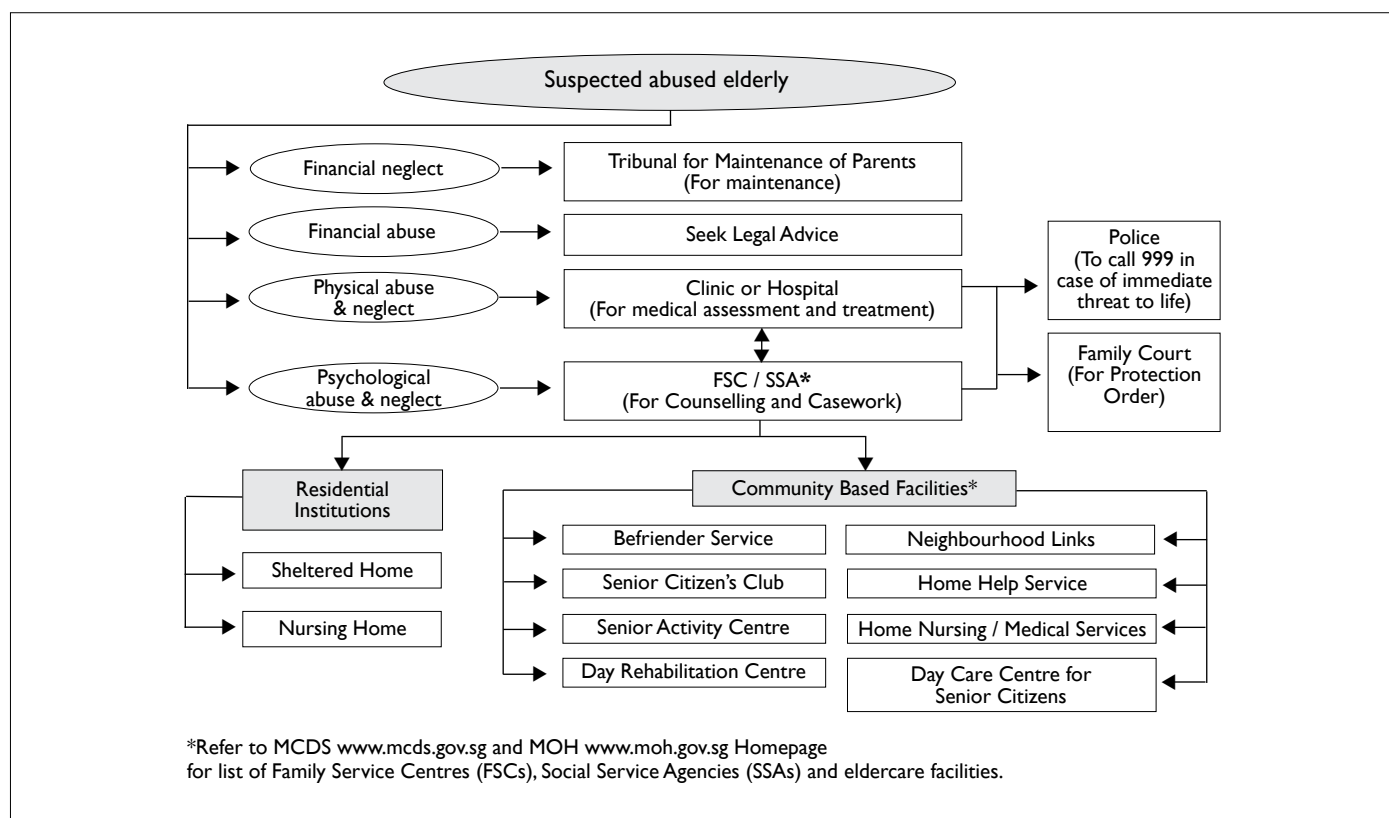 Suspected abused elderly
Financial neglect
Tribunal for Maintenance of Parents
(For maintenance)
Financial abuse
Seek Legal Advice
Physical abuse
& neglect
Clinic or Hospital
(For medical assessment and treatment)
Police
(To call 999 in
case of immediate
threat to life)
Psychological
abuse & neglect
FSC / SSA*
(For Counselling and Casework)
Family Court
(For Protection
Order)
Residential
Institutions
Sheltered Home
Nursing Home
Community Based Facilities*
Befriender Service
Neighbourhood Links
Senior Citizen's Club
Home Help Service
Senior Activity Centre
Home Nursing / Medical Services
Day Rehabilitation Centre
Day Care Centre for
Senior Citizens
*Refer to MCDS www.mcds.gov.sg and MOH www.moh.gov.sg Homepage
for list of Family Service Centres (FSCs), Social Service Agencies (SSAs) and eldercare facilities.